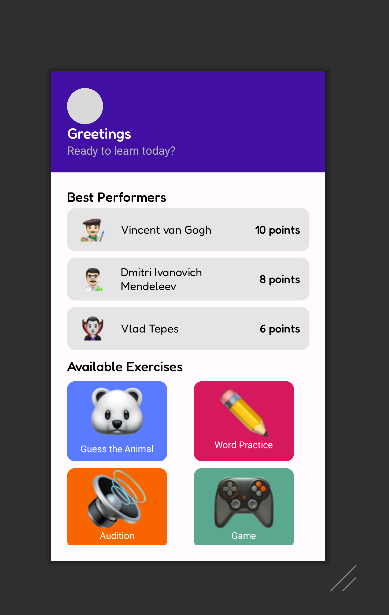 Greetings
Ready to learn today?
Best Performers
Vincent van Gogh 10 points
Dmitri Ivanovich
Mendeleev 8 points
Vlad Tepes 6 points
Available Exercises
Guess the Animal Word Practice
Audition Game